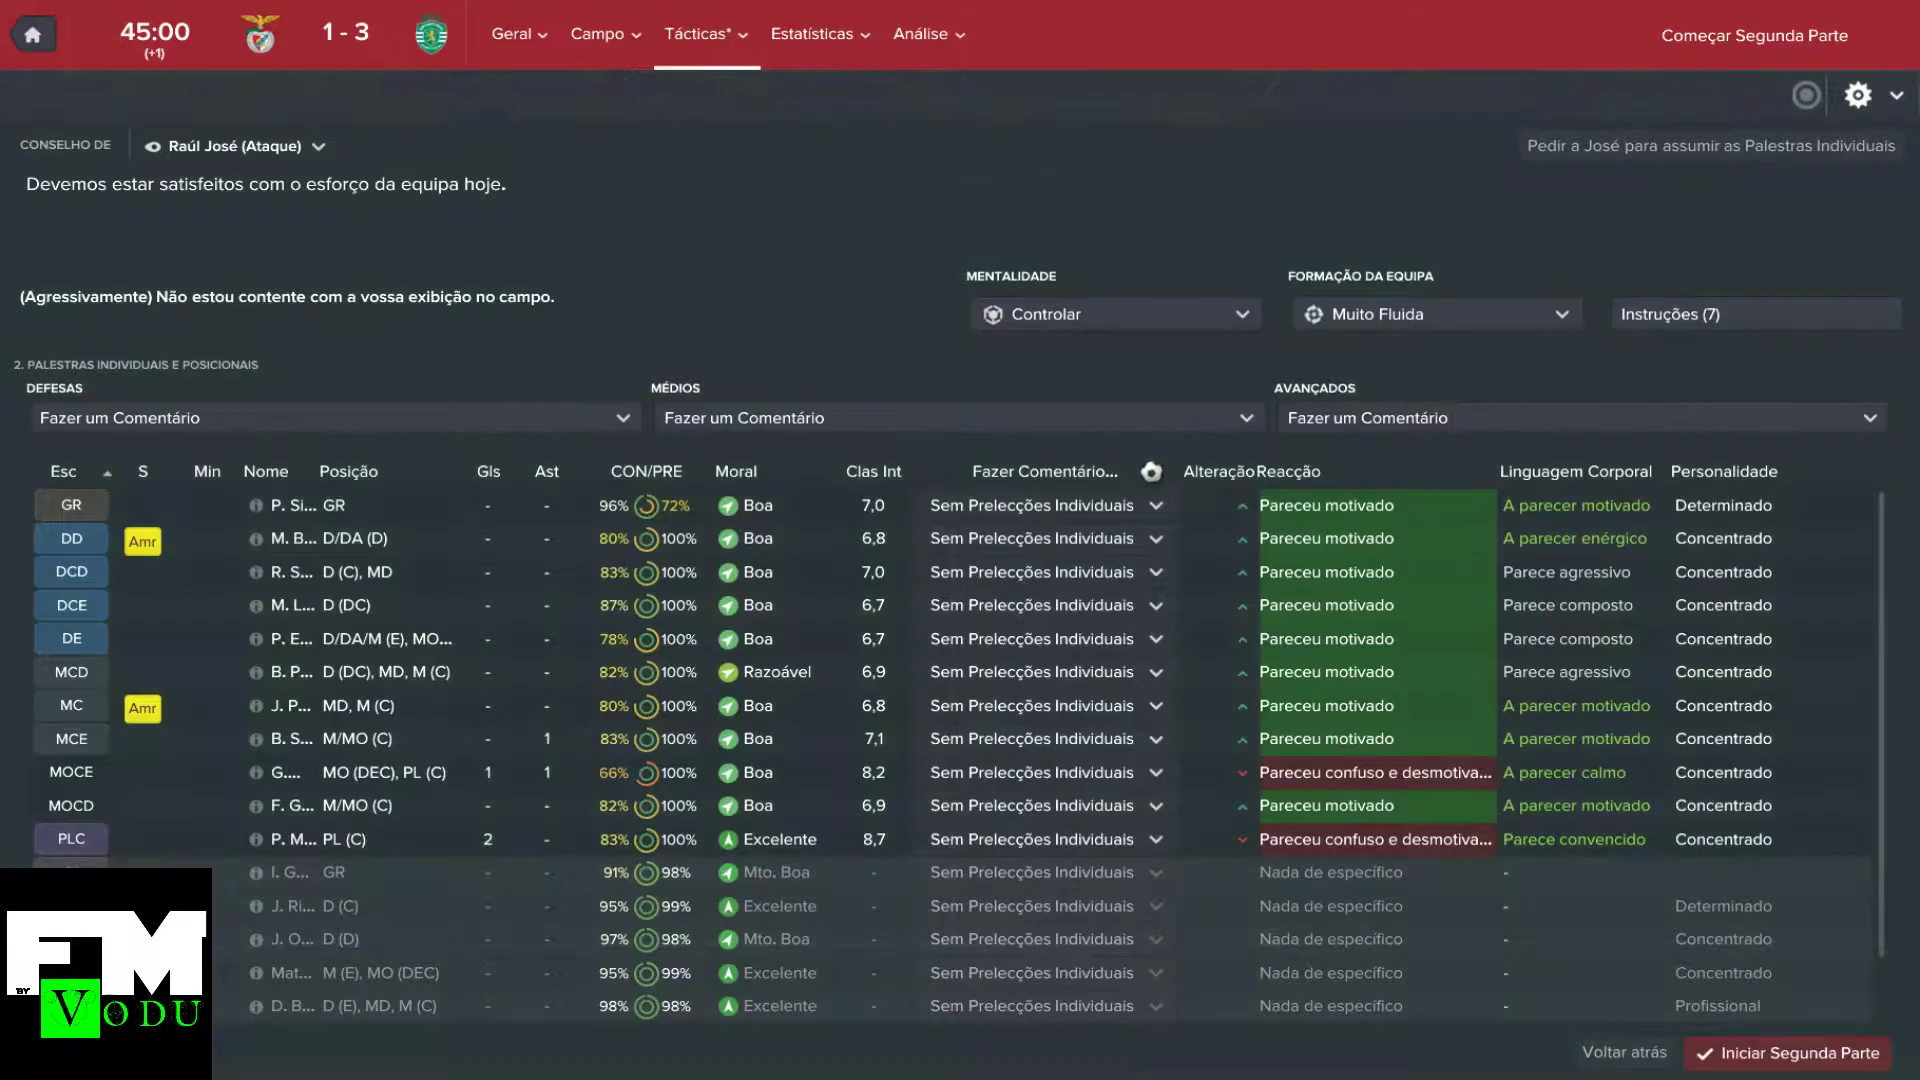 45:00
(+1)
1 - 3
Geral
Campo
Tácticas*
Estatísticas
Análise
Começar Segunda Parte
CONSELHO DE
Raúl José (Ataque)
Pedir a José para assumir as Palestras Individuais
Devemos estar satisfeitos com o esforço da equipa hoje.
MENTALIDADE
FORMAÇÃO DA EQUIPA
(Agressivamente) Não estou contente com a vossa exibição no campo.
Controlar
Muito Fluida
Instruções (7)
2. PALESTRAS INDIVIDUAIS E POSICIONAIS
DEFESAS
MÉDIOS
AVANÇADOS
Fazer um Comentário
Fazer um Comentário
Fazer um Comentário
Esc S Min Nome Posição Gls Ast CON/PRE Moral Clas Int Fazer Comentário... Alteração Reacção Linguagem Corporal Personalidade
GR P. Si... GR - - 96% 72% Boa 7,0 Sem Prelecções Individuais Pareceu motivado A parecer motivado Determinado
DD Amr M. B... D/DA (D) - - 80% 100% Boa 6,8 Sem Prelecções Individuais Pareceu motivado A parecer enérgico Concentrado
DCD R. S... D (C), MD - - 83% 100% Boa 7,0 Sem Prelecções Individuais Pareceu motivado Parece agressivo Concentrado
DCE M. L... D (DC) - - 87% 100% Boa 6,7 Sem Prelecções Individuais Pareceu motivado Parece composto Concentrado
DE P. E... D/DA/M (E), MO... - - 78% 100% Boa 6,7 Sem Prelecções Individuais Pareceu motivado Parece composto Concentrado
MCD B. P... D (DC), MD, M (C) - - 82% 100% Razoável 6,9 Sem Prelecções Individuais Pareceu motivado Parece agressivo Concentrado
MC Amr J. P... MD, M (C) - - 80% 100% Boa 6,8 Sem Prelecções Individuais Pareceu motivado A parecer motivado Concentrado
MCE B. S... M/MO (C) - 1 83% 100% Boa 7,1 Sem Prelecções Individuais Pareceu motivado A parecer motivado Concentrado
MOCE G.... MO (DEC), PL (C) 1 1 66% 100% Boa 8,2 Sem Prelecções Individuais Pareceu confuso e desmotiva... A parecer calmo Concentrado
MOCD F. G... M/MO (C) - - 82% 100% Boa 6,9 Sem Prelecções Individuais Pareceu motivado A parecer motivado Concentrado
PLC P. M... PL (C) 2 - 83% 100% Excelente 8,7 Sem Prelecções Individuais Pareceu confuso e desmotiva... Parece convencido Concentrado
I. G... GR - - 91% 98% Mto. Boa - Sem Prelecções Individuais Nada de específico -
J. Ri... D (C) - - 95% 99% Excelente - Sem Prelecções Individuais Nada de específico - Determinado
J. O... D (D) - - 97% 98% Mto. Boa - Sem Prelecções Individuais Nada de específico - Concentrado
Mat... M (E), MO (DEC) - - 95% 99% Excelente - Sem Prelecções Individuais Nada de específico - Concentrado
D. B... D (E), MD, M (C) - - 98% 98% Excelente - Sem Prelecções Individuais Nada de específico - Profissional
FM
BY VODU
Voltar atrás
Iniciar Segunda Parte